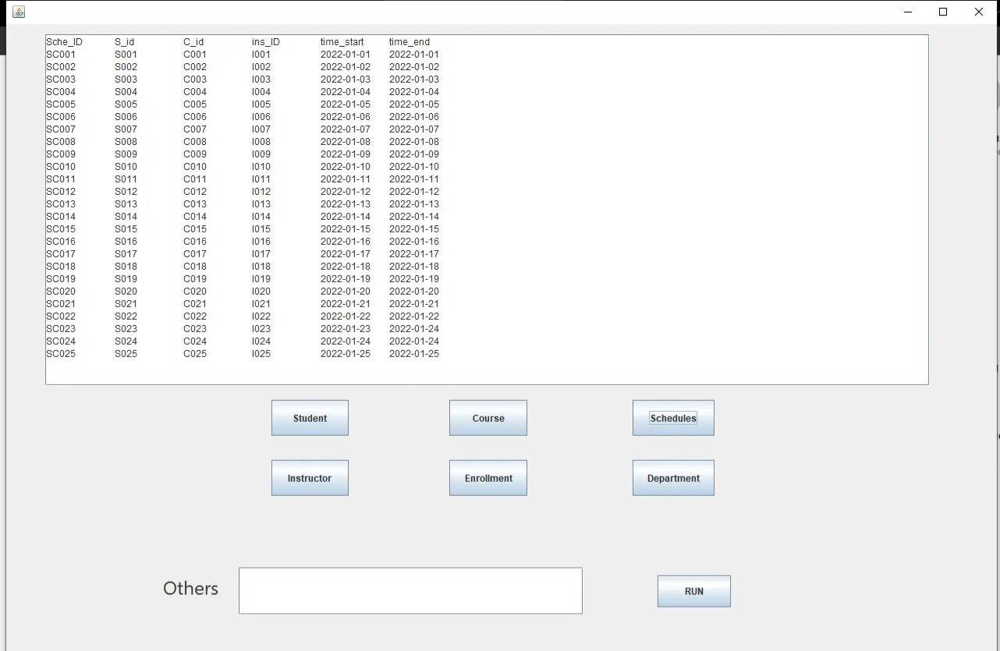 Sche_ID S_id C_id ins_ID time_start time_end
SC001 S001 C001 I001 2022-01-01 2022-01-01
SC002 S002 C002 I002 2022-01-02 2022-01-02
SC003 S003 C003 I003 2022-01-03 2022-01-03
SC004 S004 C004 I004 2022-01-04 2022-01-04
SC005 S005 C005 I005 2022-01-05 2022-01-05
SC006 S006 C006 I006 2022-01-06 2022-01-06
SC007 S007 C007 I007 2022-01-07 2022-01-07
SC008 S008 C008 I008 2022-01-08 2022-01-08
SC009 S009 C009 I009 2022-01-09 2022-01-09
SC010 S010 C010 I010 2022-01-10 2022-01-10
SC011 S011 C011 I011 2022-01-11 2022-01-11
SC012 S012 C012 I012 2022-01-12 2022-01-12
SC013 S013 C013 I013 2022-01-13 2022-01-13
SC014 S014 C014 I014 2022-01-14 2022-01-14
SC015 S015 C015 I015 2022-01-15 2022-01-15
SC016 S016 C016 I016 2022-01-16 2022-01-16
SC017 S017 C017 I017 2022-01-17 2022-01-17
SC018 S018 C018 I018 2022-01-18 2022-01-18
SC019 S019 C019 I019 2022-01-19 2022-01-19
SC020 S020 C020 I020 2022-01-20 2022-01-20
SC021 S021 C021 I021 2022-01-21 2022-01-21
SC022 S022 C022 I022 2022-01-22 2022-01-22
SC023 S023 C023 I023 2022-01-23 2022-01-24
SC024 S024 C024 I024 2022-01-24 2022-01-24
SC025 S025 C025 I025 2022-01-25 2022-01-25
Student Course Schedules
Instructor Enrollment Department
Others RUN